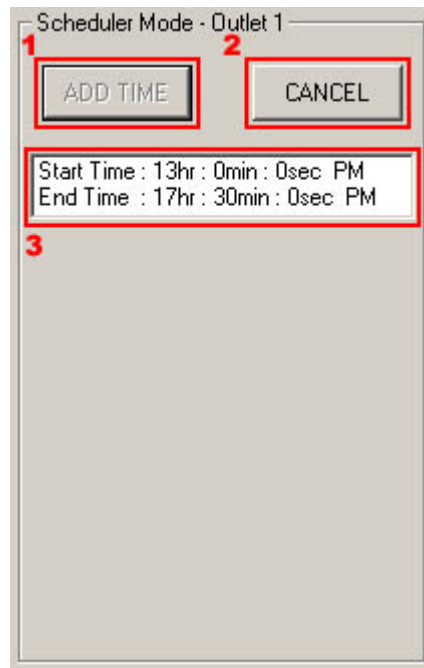 Scheduler Mode - Outlet 1
1
2
ADD TIME
CANCEL
Start Time : 13hr : 0min : 0sec PM
End Time : 17hr : 30min : 0sec PM
3